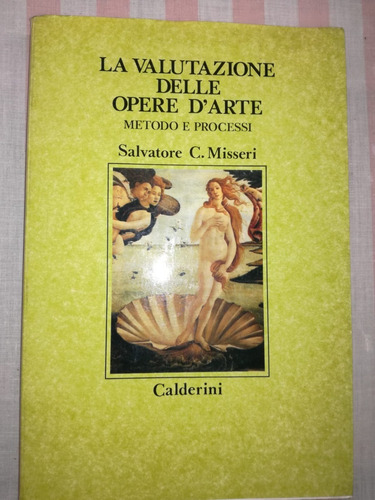 LA VALUTAZIONE
DELLE
OPERE D'ARTE
METODO E PROCESSI
Salvatore C. Misseri
Calderini